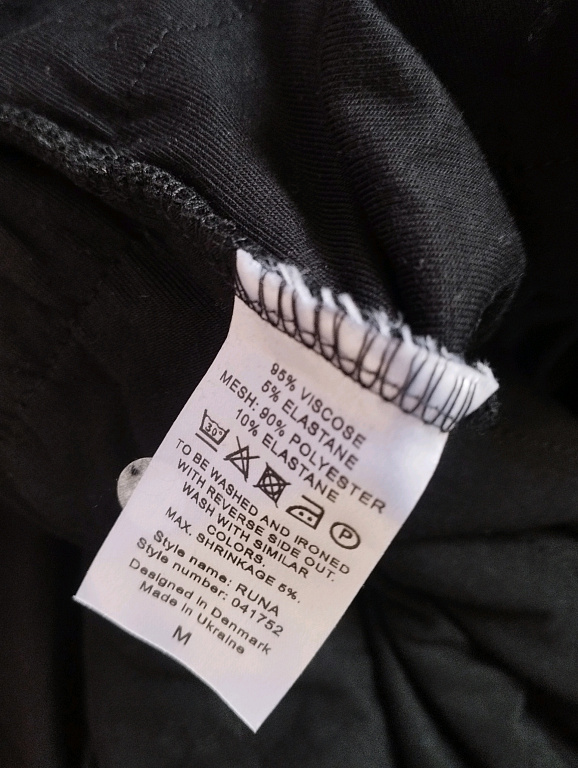 95% VISCOSE
5% ELASTANE
MESH: 90% POLYESTER
10% ELASTANE
30° P
TO BE WASHED AND IRONED
WITH REVERSE SIDE OUT.
WASH WITH SIMILAR
COLORS.
MAX. SHRINKAGE 5%.
Style name: RUNA
Style number: 041752
Designed in Denmark
Made in Ukraine
M